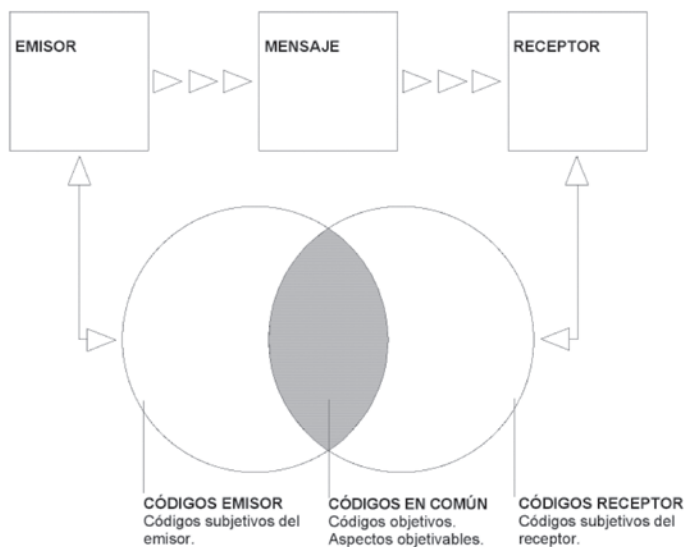 EMISOR
MENSAJE
RECEPTOR
CÓDIGOS EMISOR
Códigos subjetivos del
emisor.
CÓDIGOS EN COMÚN
Códigos objetivos.
Aspectos objetivables.
CÓDIGOS RECEPTOR
Códigos subjetivos del
receptor.